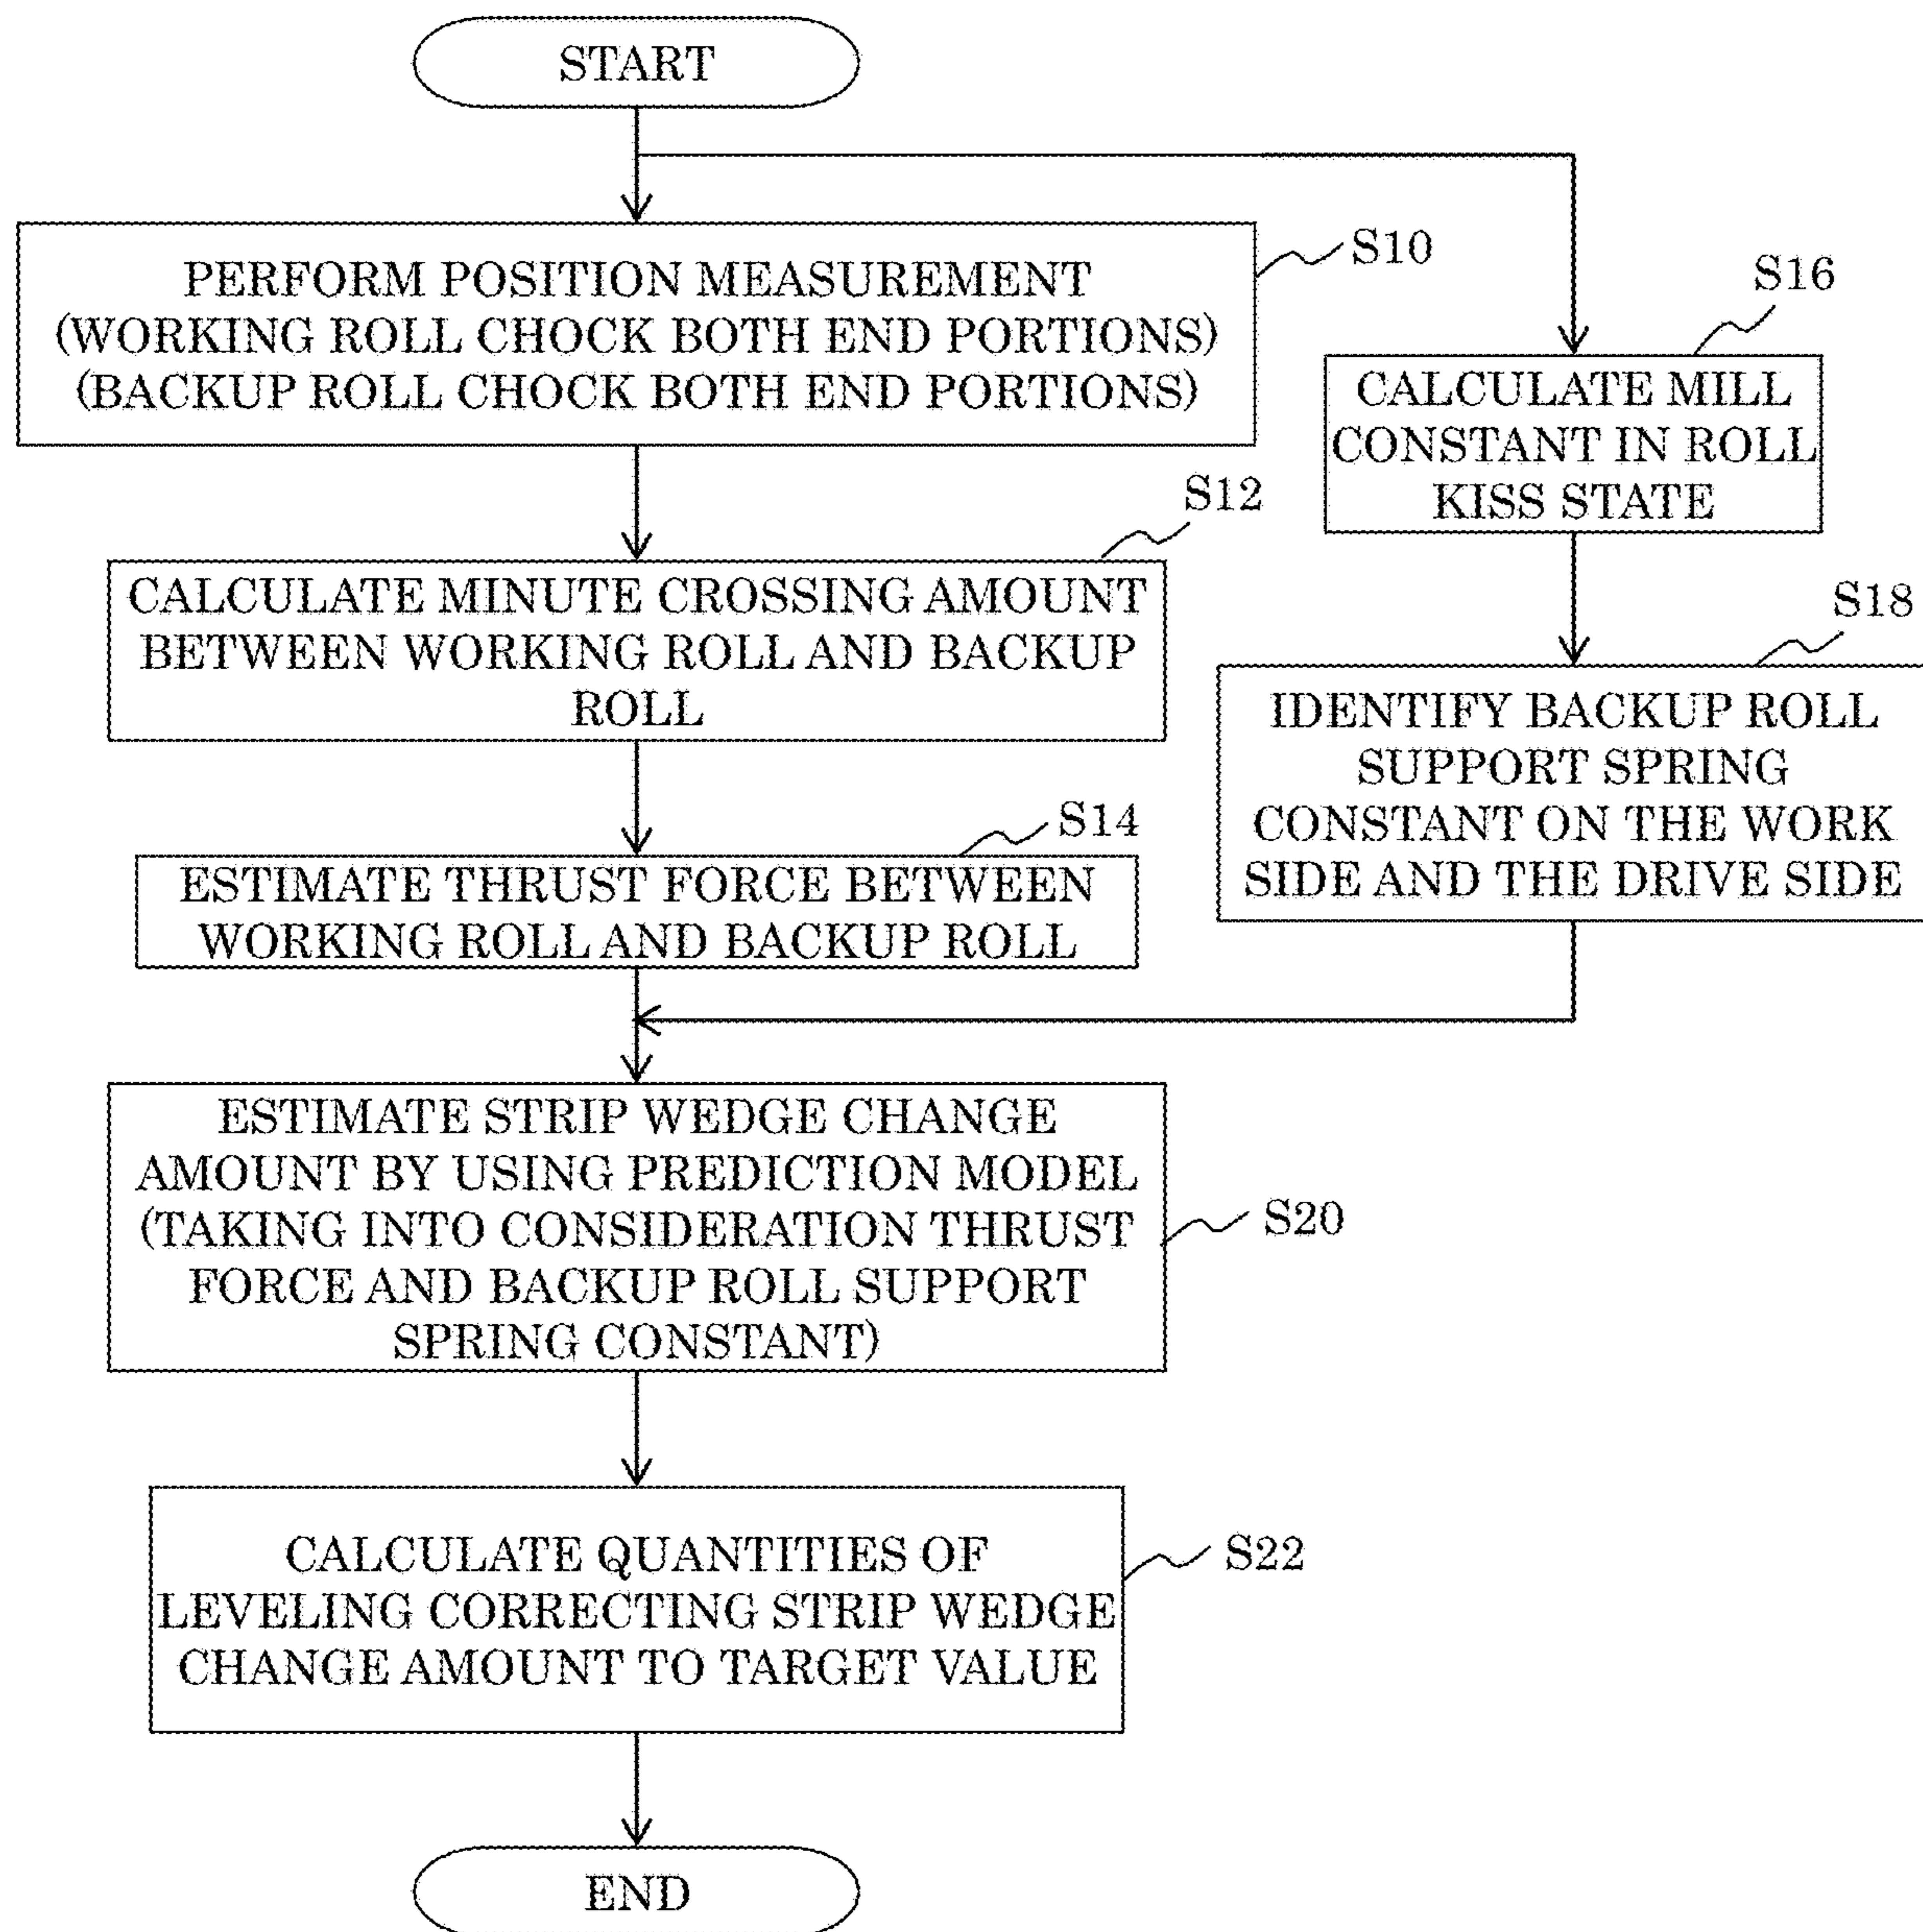 START
S10
PERFORM POSITION MEASUREMENT
(WORKING ROLL CHOCK BOTH END PORTIONS)
(BACKUP ROLL CHOCK BOTH END PORTIONS)
S16
CALCULATE MILL
CONSTANT IN ROLL
KISS STATE
S12
CALCULATE MINUTE CROSSING AMOUNT
BETWEEN WORKING ROLL AND BACKUP
ROLL
S18
IDENTIFY BACKUP ROLL
SUPPORT SPRING
CONSTANT ON THE WORK
SIDE AND THE DRIVE SIDE
S14
ESTIMATE THRUST FORCE BETWEEN
WORKING ROLL AND BACKUP ROLL
ESTIMATE STRIP WEDGE CHANGE
AMOUNT BY USING PREDICTION MODEL
(TAKING INTO CONSIDERATION THRUST
FORCE AND BACKUP ROLL SUPPORT
SPRING CONSTANT)
S20
CALCULATE QUANTITIES OF
LEVELING CORRECTING STRIP WEDGE
CHANGE AMOUNT TO TARGET VALUE
S22
END